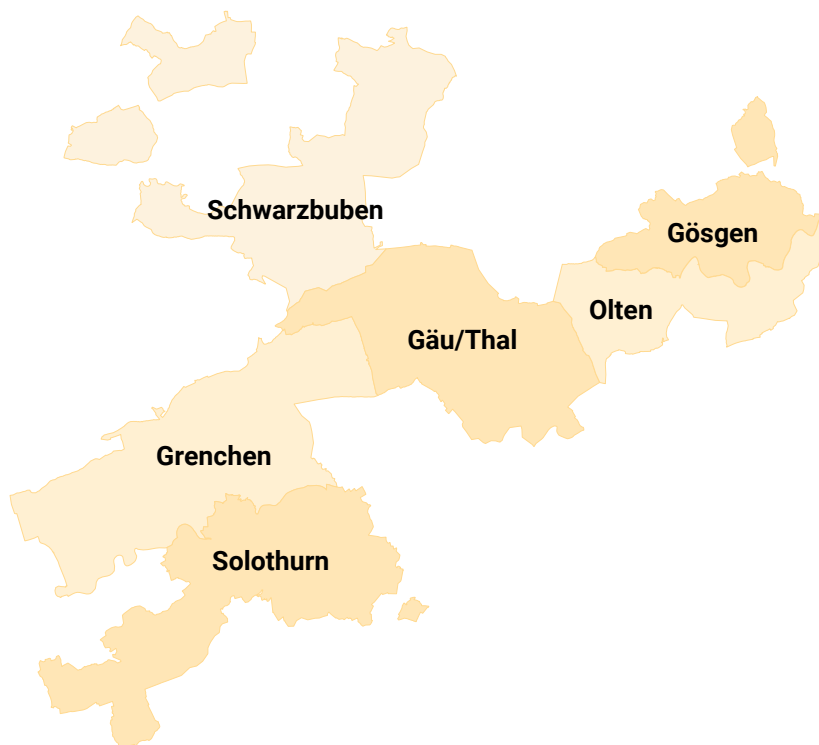 Schwarzbuben
Gösgen
Olten
Gäu/Thal
Grenchen
Solothurn